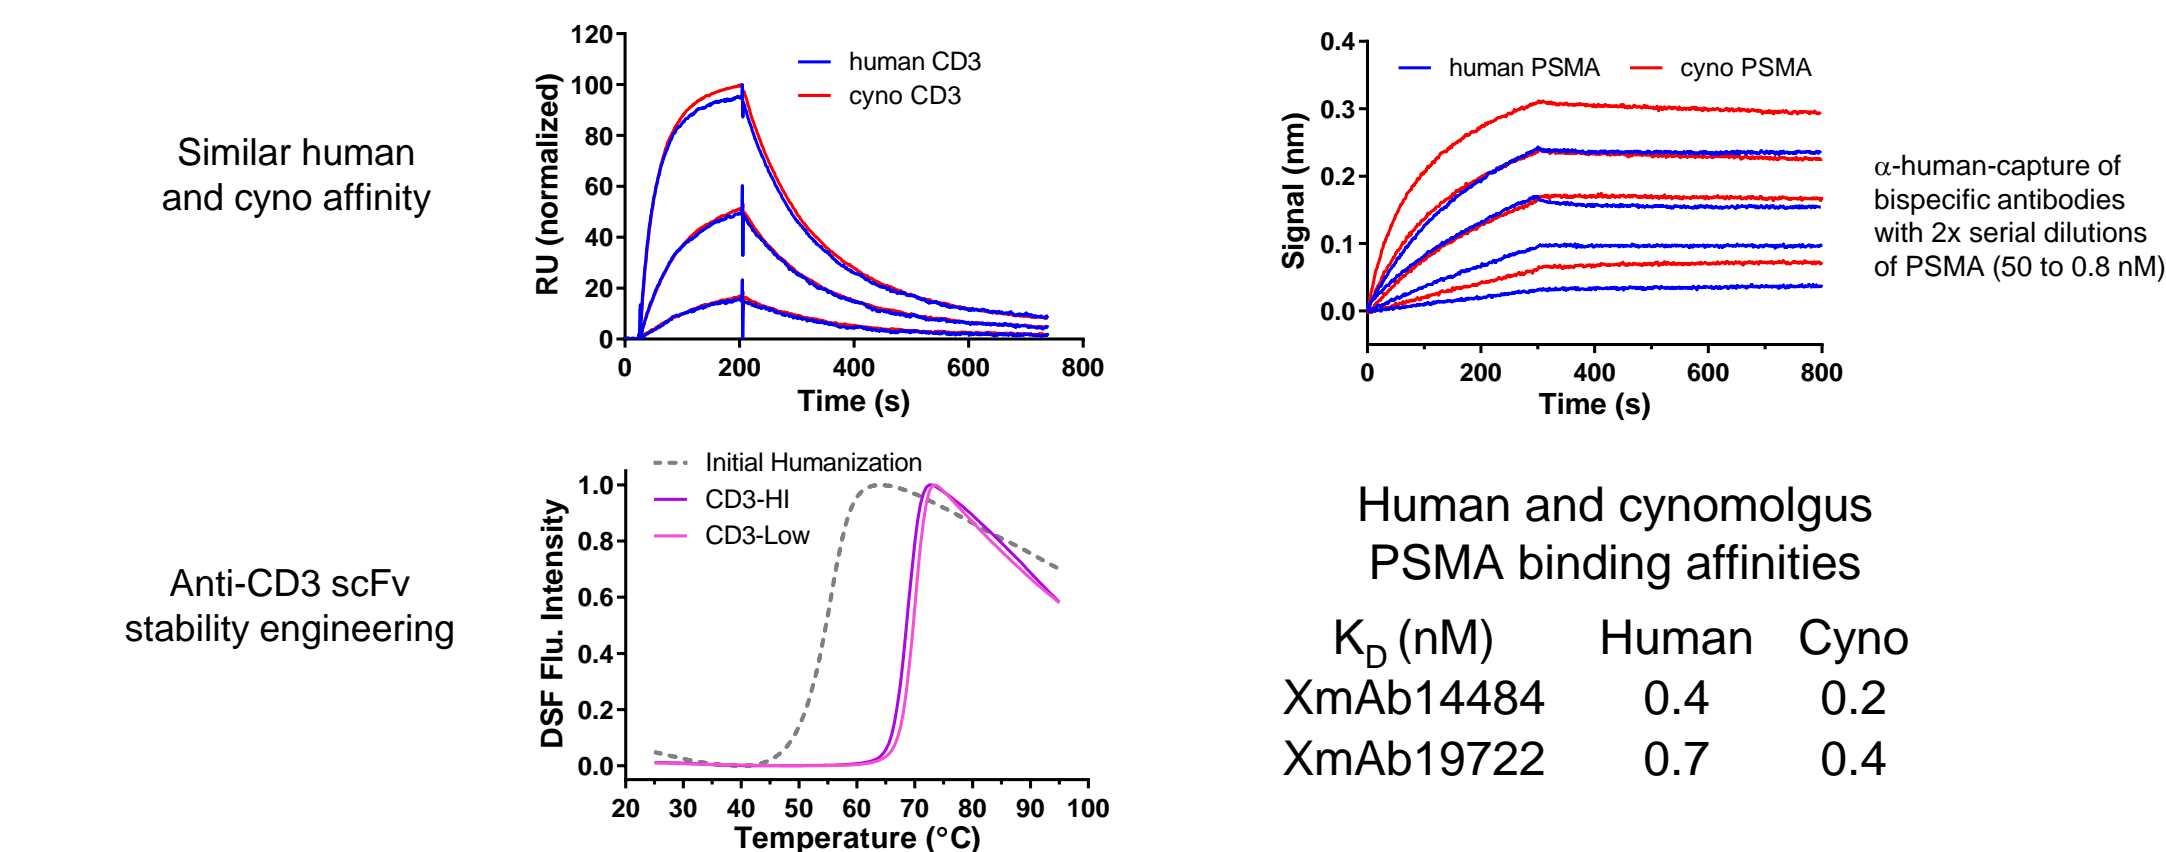 Similar human
and cyno affinity
120
100
80
60
40
20
0
RU (normalized)
human CD3
cyno CD3
0 200 400 600 800
Time (s)
0.4
0.3
0.2
0.1
0.0
Signal (nm)
human PSMA cyno PSMA
0 200 400 600 800
Time (s)
α-human-capture of
bispecific antibodies
with 2x serial dilutions
of PSMA (50 to 0.8 nM)
Anti-CD3 scFv
stability engineering
Initial Humanization
CD3-HI
CD3-Low
1.0
0.8
0.6
0.4
0.2
0.0
DSF Flu. Intensity
20 30 40 50 60 70 80 90 100
Temperature (°C)
Human and cynomolgus
PSMA binding affinities
KD (nM) Human Cyno
XmAb14484 0.4 0.2
XmAb19722 0.7 0.4